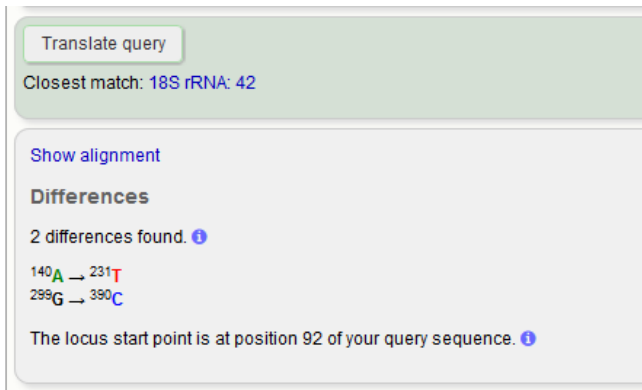 Translate query
Closest match: 18S rRNA: 42
Show alignment
Differences
2 differences found.
140A → 231T
299G → 390C
The locus start point is at position 92 of your query sequence.